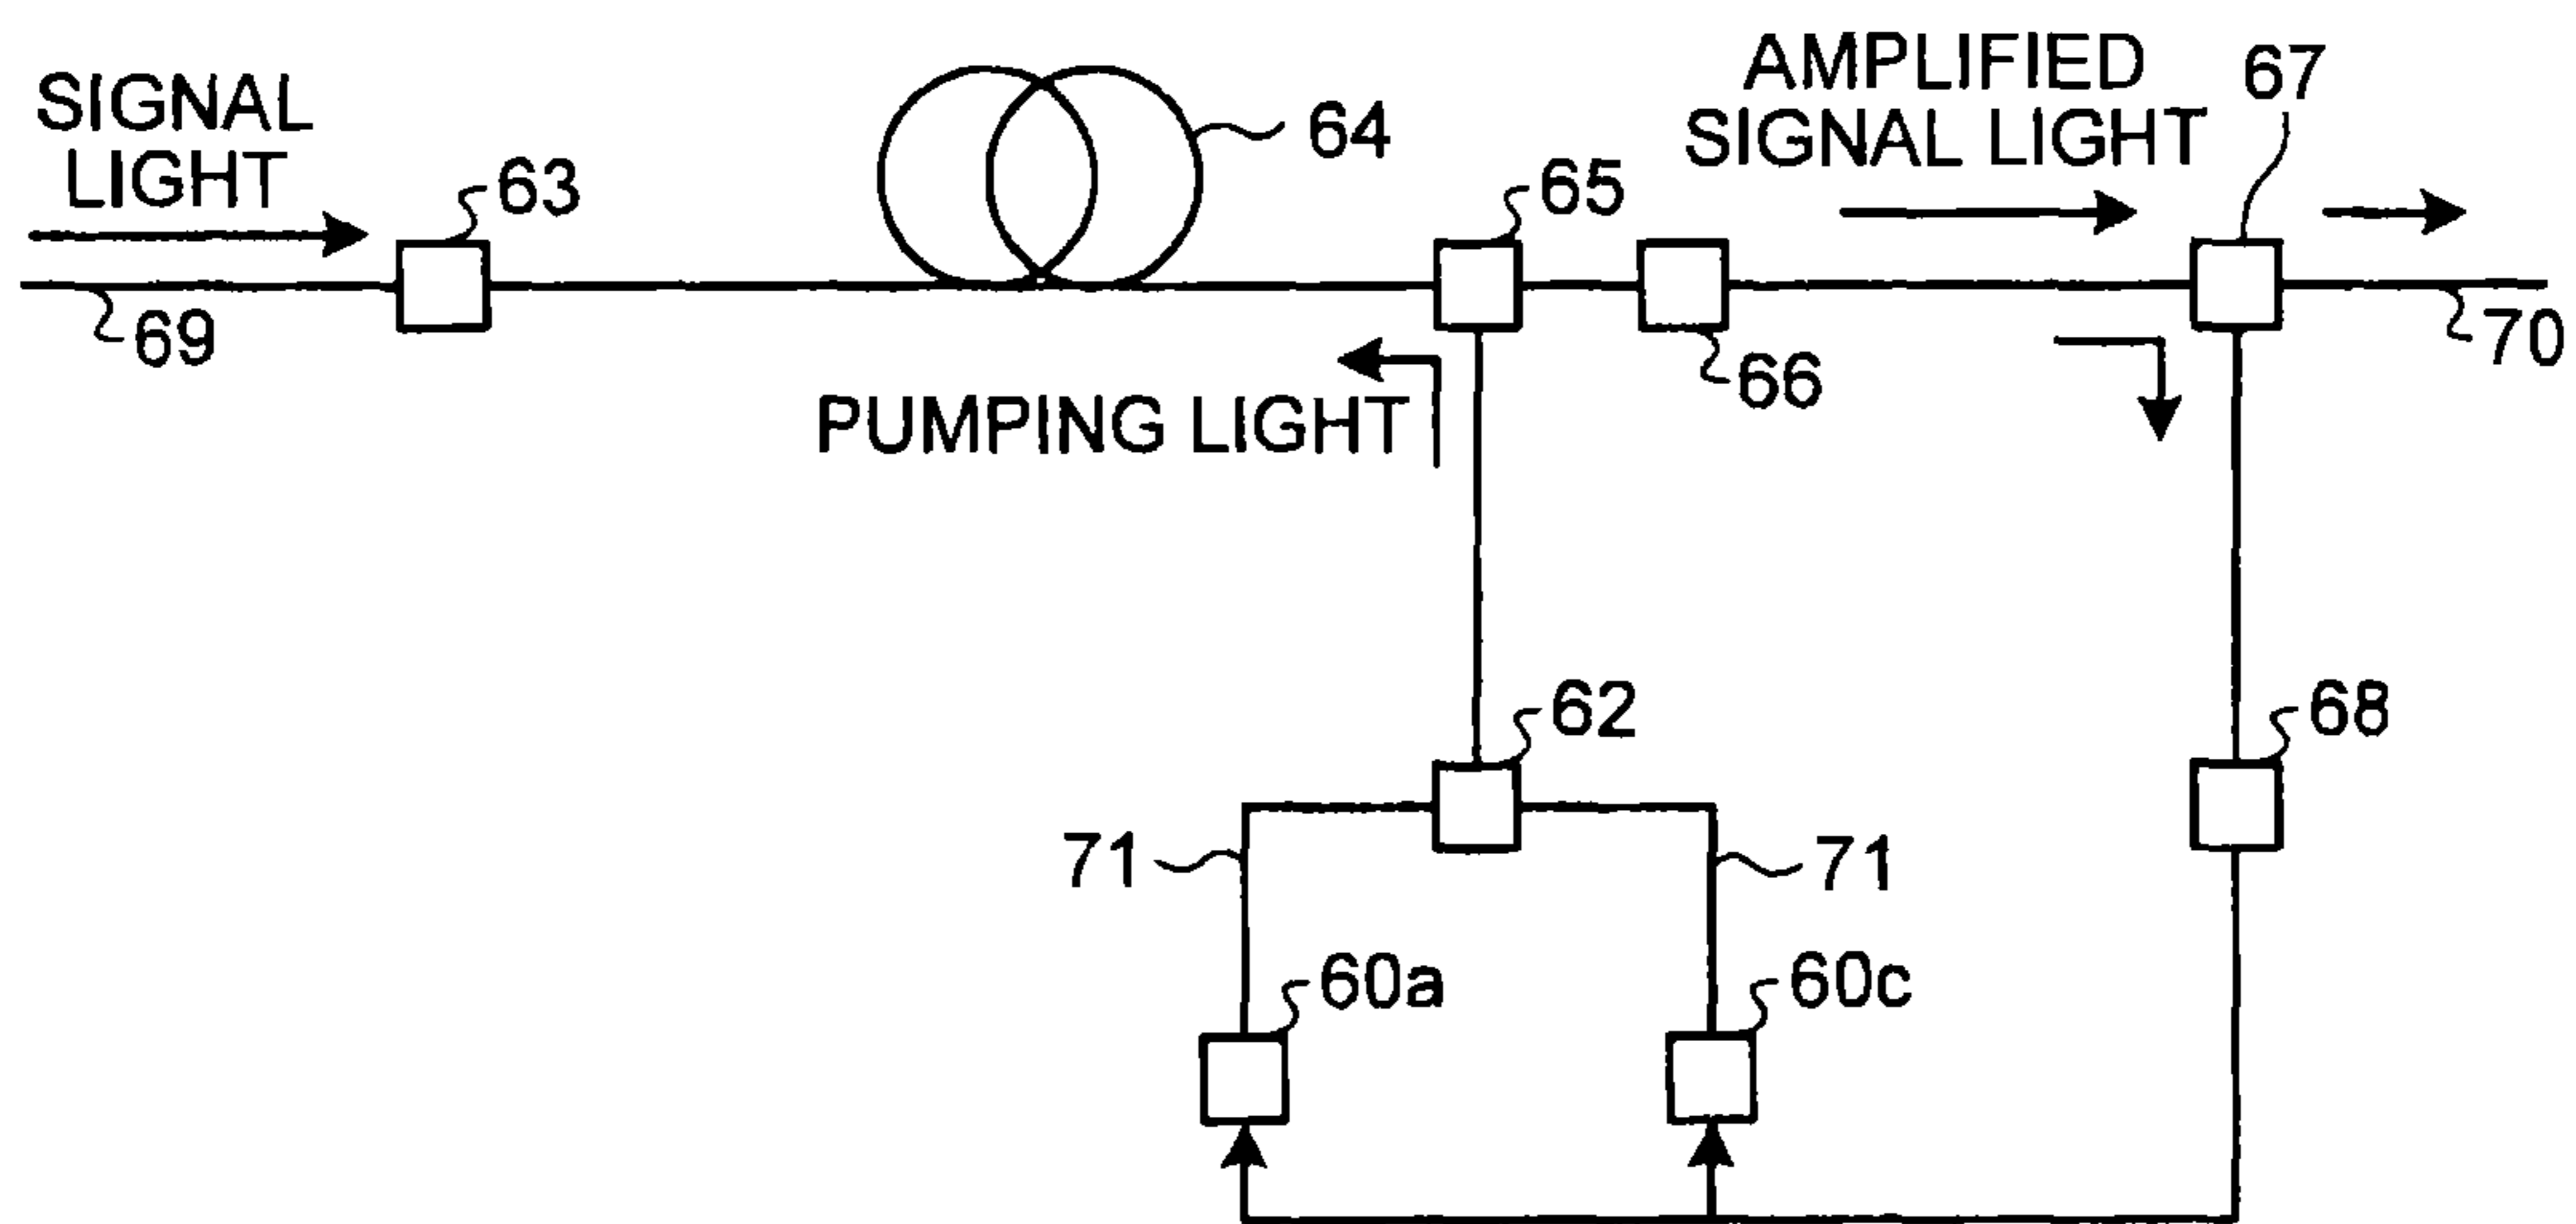 SIGNAL
LIGHT
63
69
64
65
AMPLIFIED
SIGNAL LIGHT
67
66
70
PUMPING LIGHT
62
68
71
71
60a
60c